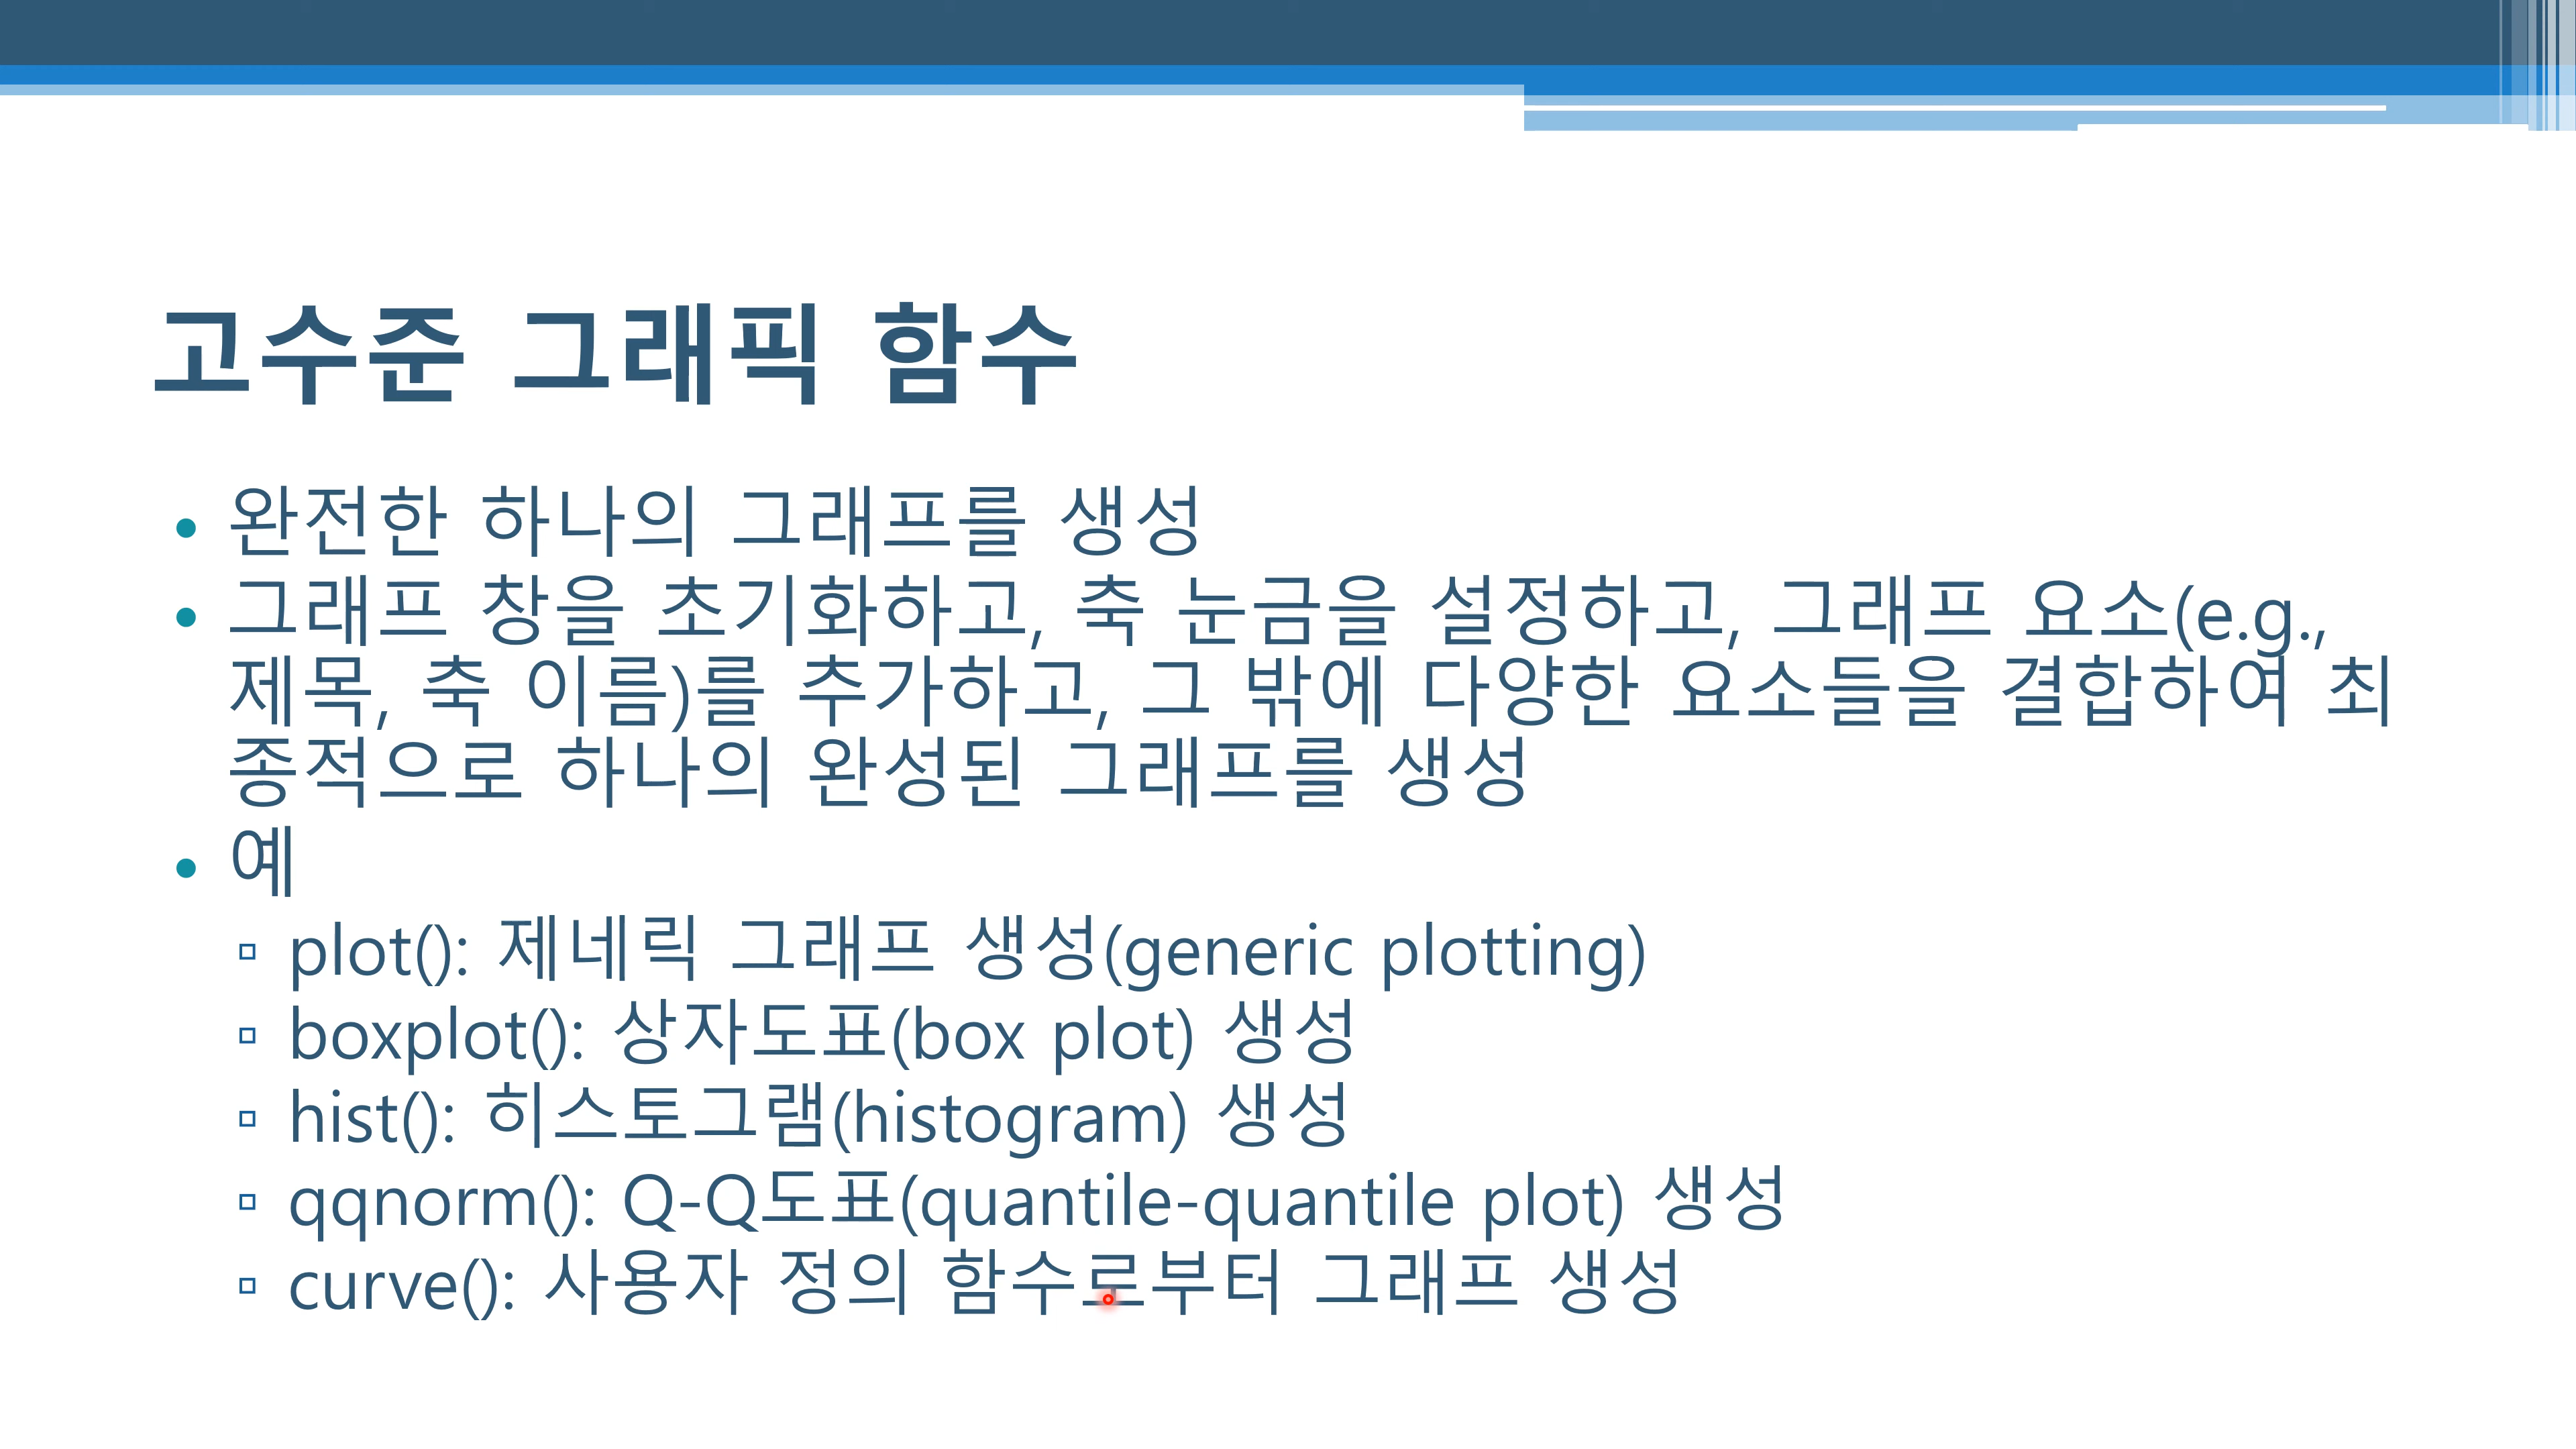 고수준 그래픽 함수
• 완전한 하나의 그래프를 생성
• 그래프 창을 초기화하고, 축 눈금을 설정하고, 그래프 요소(e.g.,
제목, 축 이름)를 추가하고, 그 밖에 다양한 요소들을 결합하여 최
종적으로 하나의 완성된 그래프를 생성
• 예
▫ plot(): 제네릭 그래프 생성(generic plotting)
▫ boxplot(): 상자도표(box plot) 생성
▫ hist(): 히스토그램(histogram) 생성
▫ qqnorm(): Q-Q도표(quantile-quantile plot) 생성
▫ curve(): 사용자 정의 함수로부터 그래프 생성